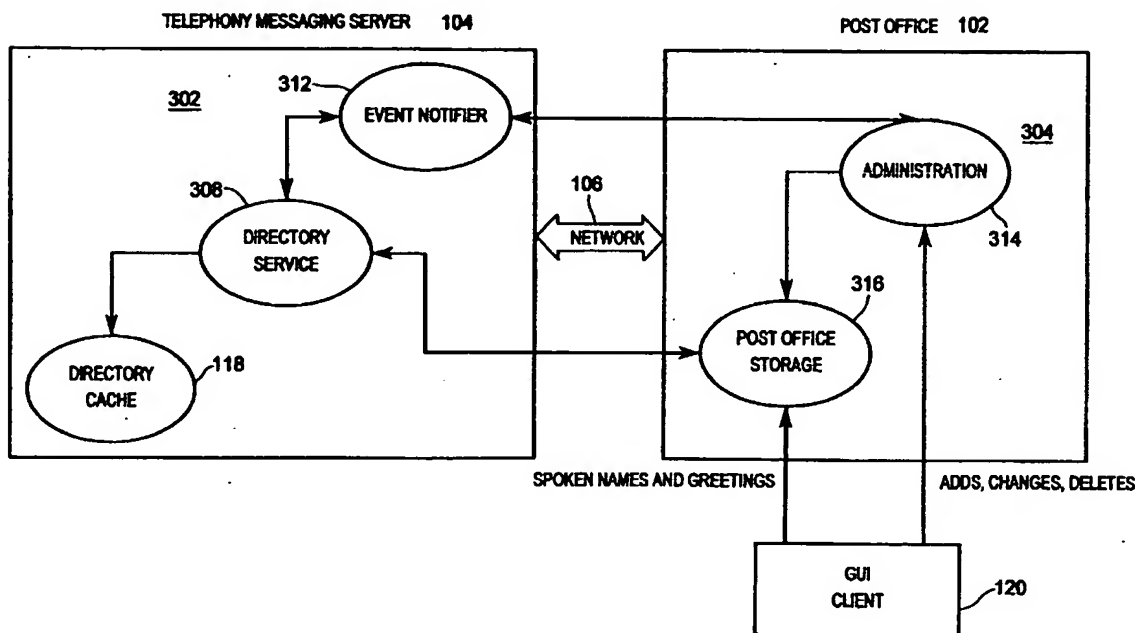 TELEPHONY MESSAGING SERVER 104
POST OFFICE 102
302
312
EVENT NOTIFIER
304
ADMINISTRATION
314
308
DIRECTORY
SERVICE
106
NETWORK
316
POST OFFICE
STORAGE
DIRECTORY
CACHE
118
SPOKEN NAMES AND GREETINGS
ADDS, CHANGES, DELETES
GUI
CLIENT
120